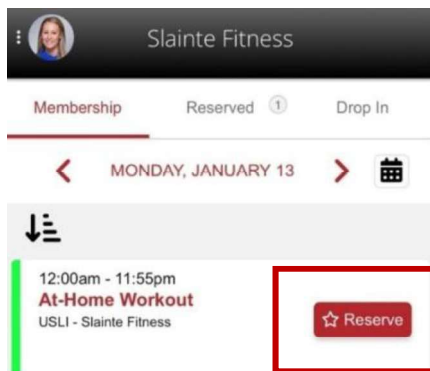 Slainte Fitness
Membership Reserved 1 Drop In
MONDAY, JANUARY 13
12:00am - 11:55pm
At-Home Workout
USLI - Slainte Fitness
Reserve